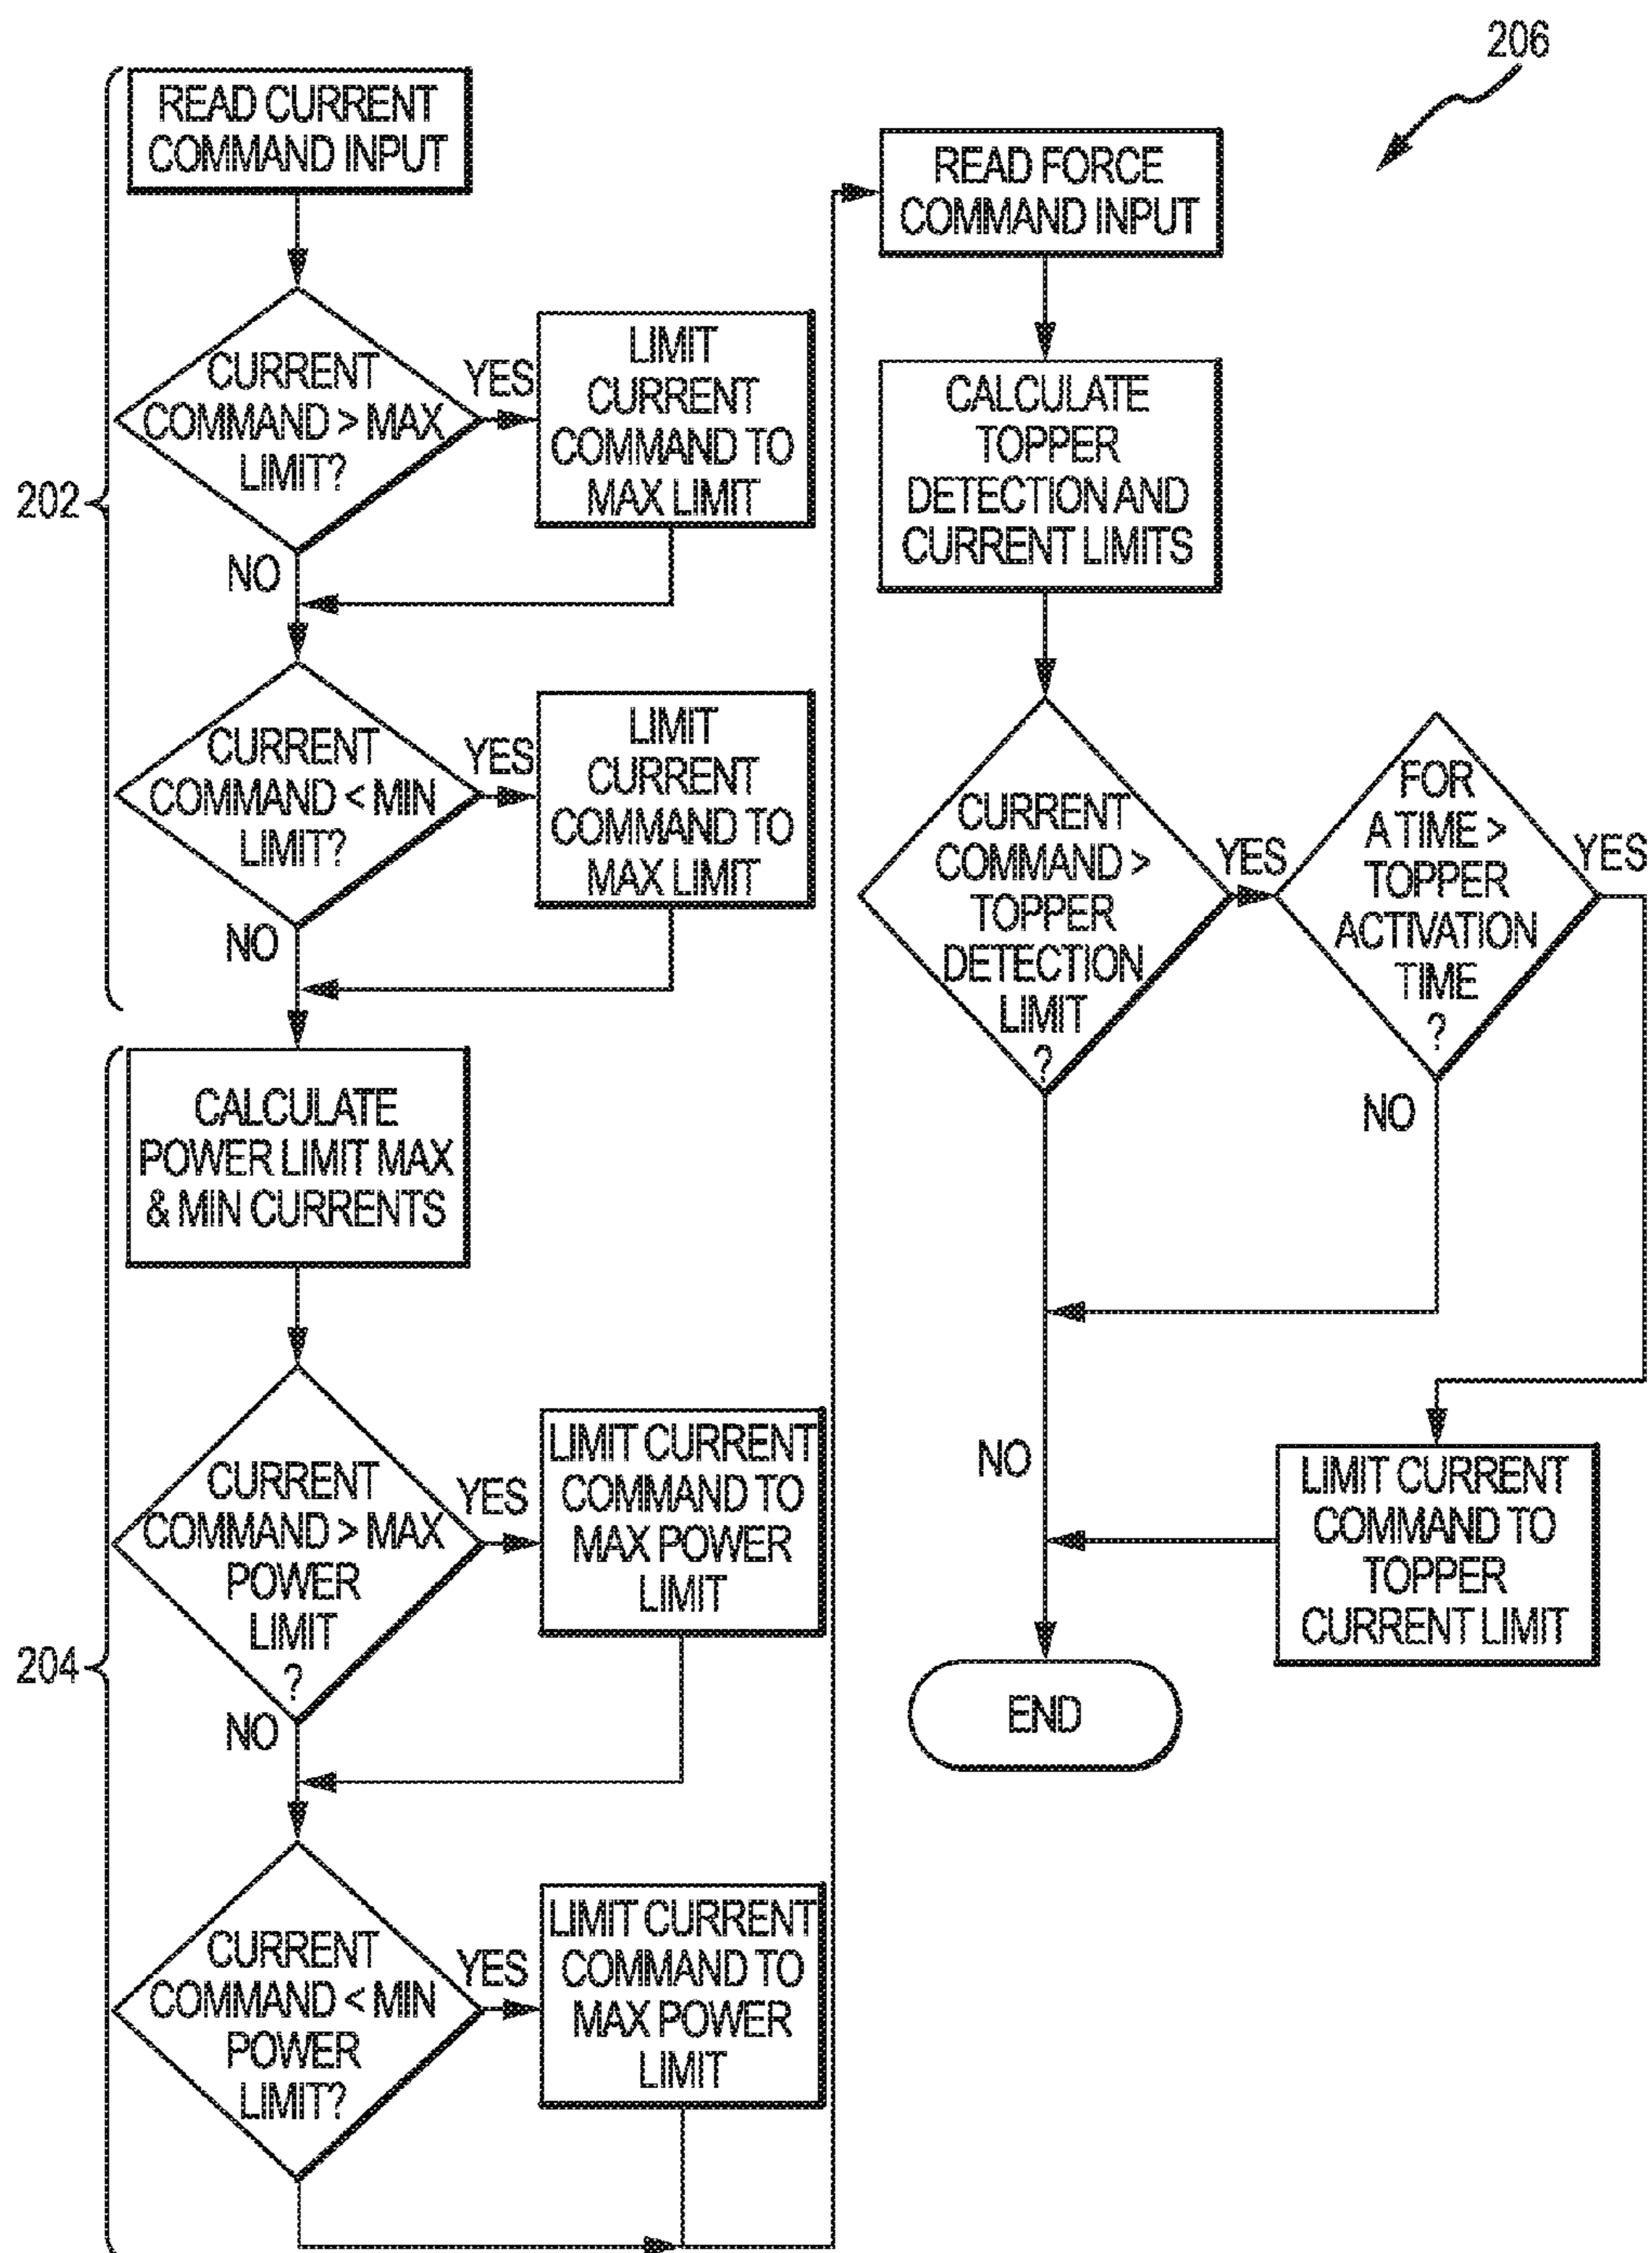 206
READ CURRENT
COMMAND INPUT
CURRENT
COMMAND > MAX
LIMIT?
YES
LIMIT
CURRENT
COMMAND TO
MAX LIMIT
NO
202
CURRENT
COMMAND < MIN
LIMIT?
YES
LIMIT
CURRENT
COMMAND TO
MAX LIMIT
NO
CALCULATE
POWER LIMIT MAX
& MIN CURRENTS
CURRENT
COMMAND > MAX
POWER
LIMIT
?
YES
LIMIT CURRENT
COMMAND TO
MAX POWER
LIMIT
NO
204
CURRENT
COMMAND < MIN
POWER
LIMIT?
YES
LIMIT CURRENT
COMMAND TO
MAX POWER
LIMIT
READ FORCE
COMMAND INPUT
CALCULATE
TOPPER
DETECTION AND
CURRENT LIMITS
CURRENT
COMMAND >
TOPPER
DETECTION
LIMIT
?
YES
FOR
A TIME >
TOPPER
ACTIVATION
TIME
?
YES
NO
NO
LIMIT CURRENT
COMMAND TO
TOPPER
CURRENT LIMIT
END